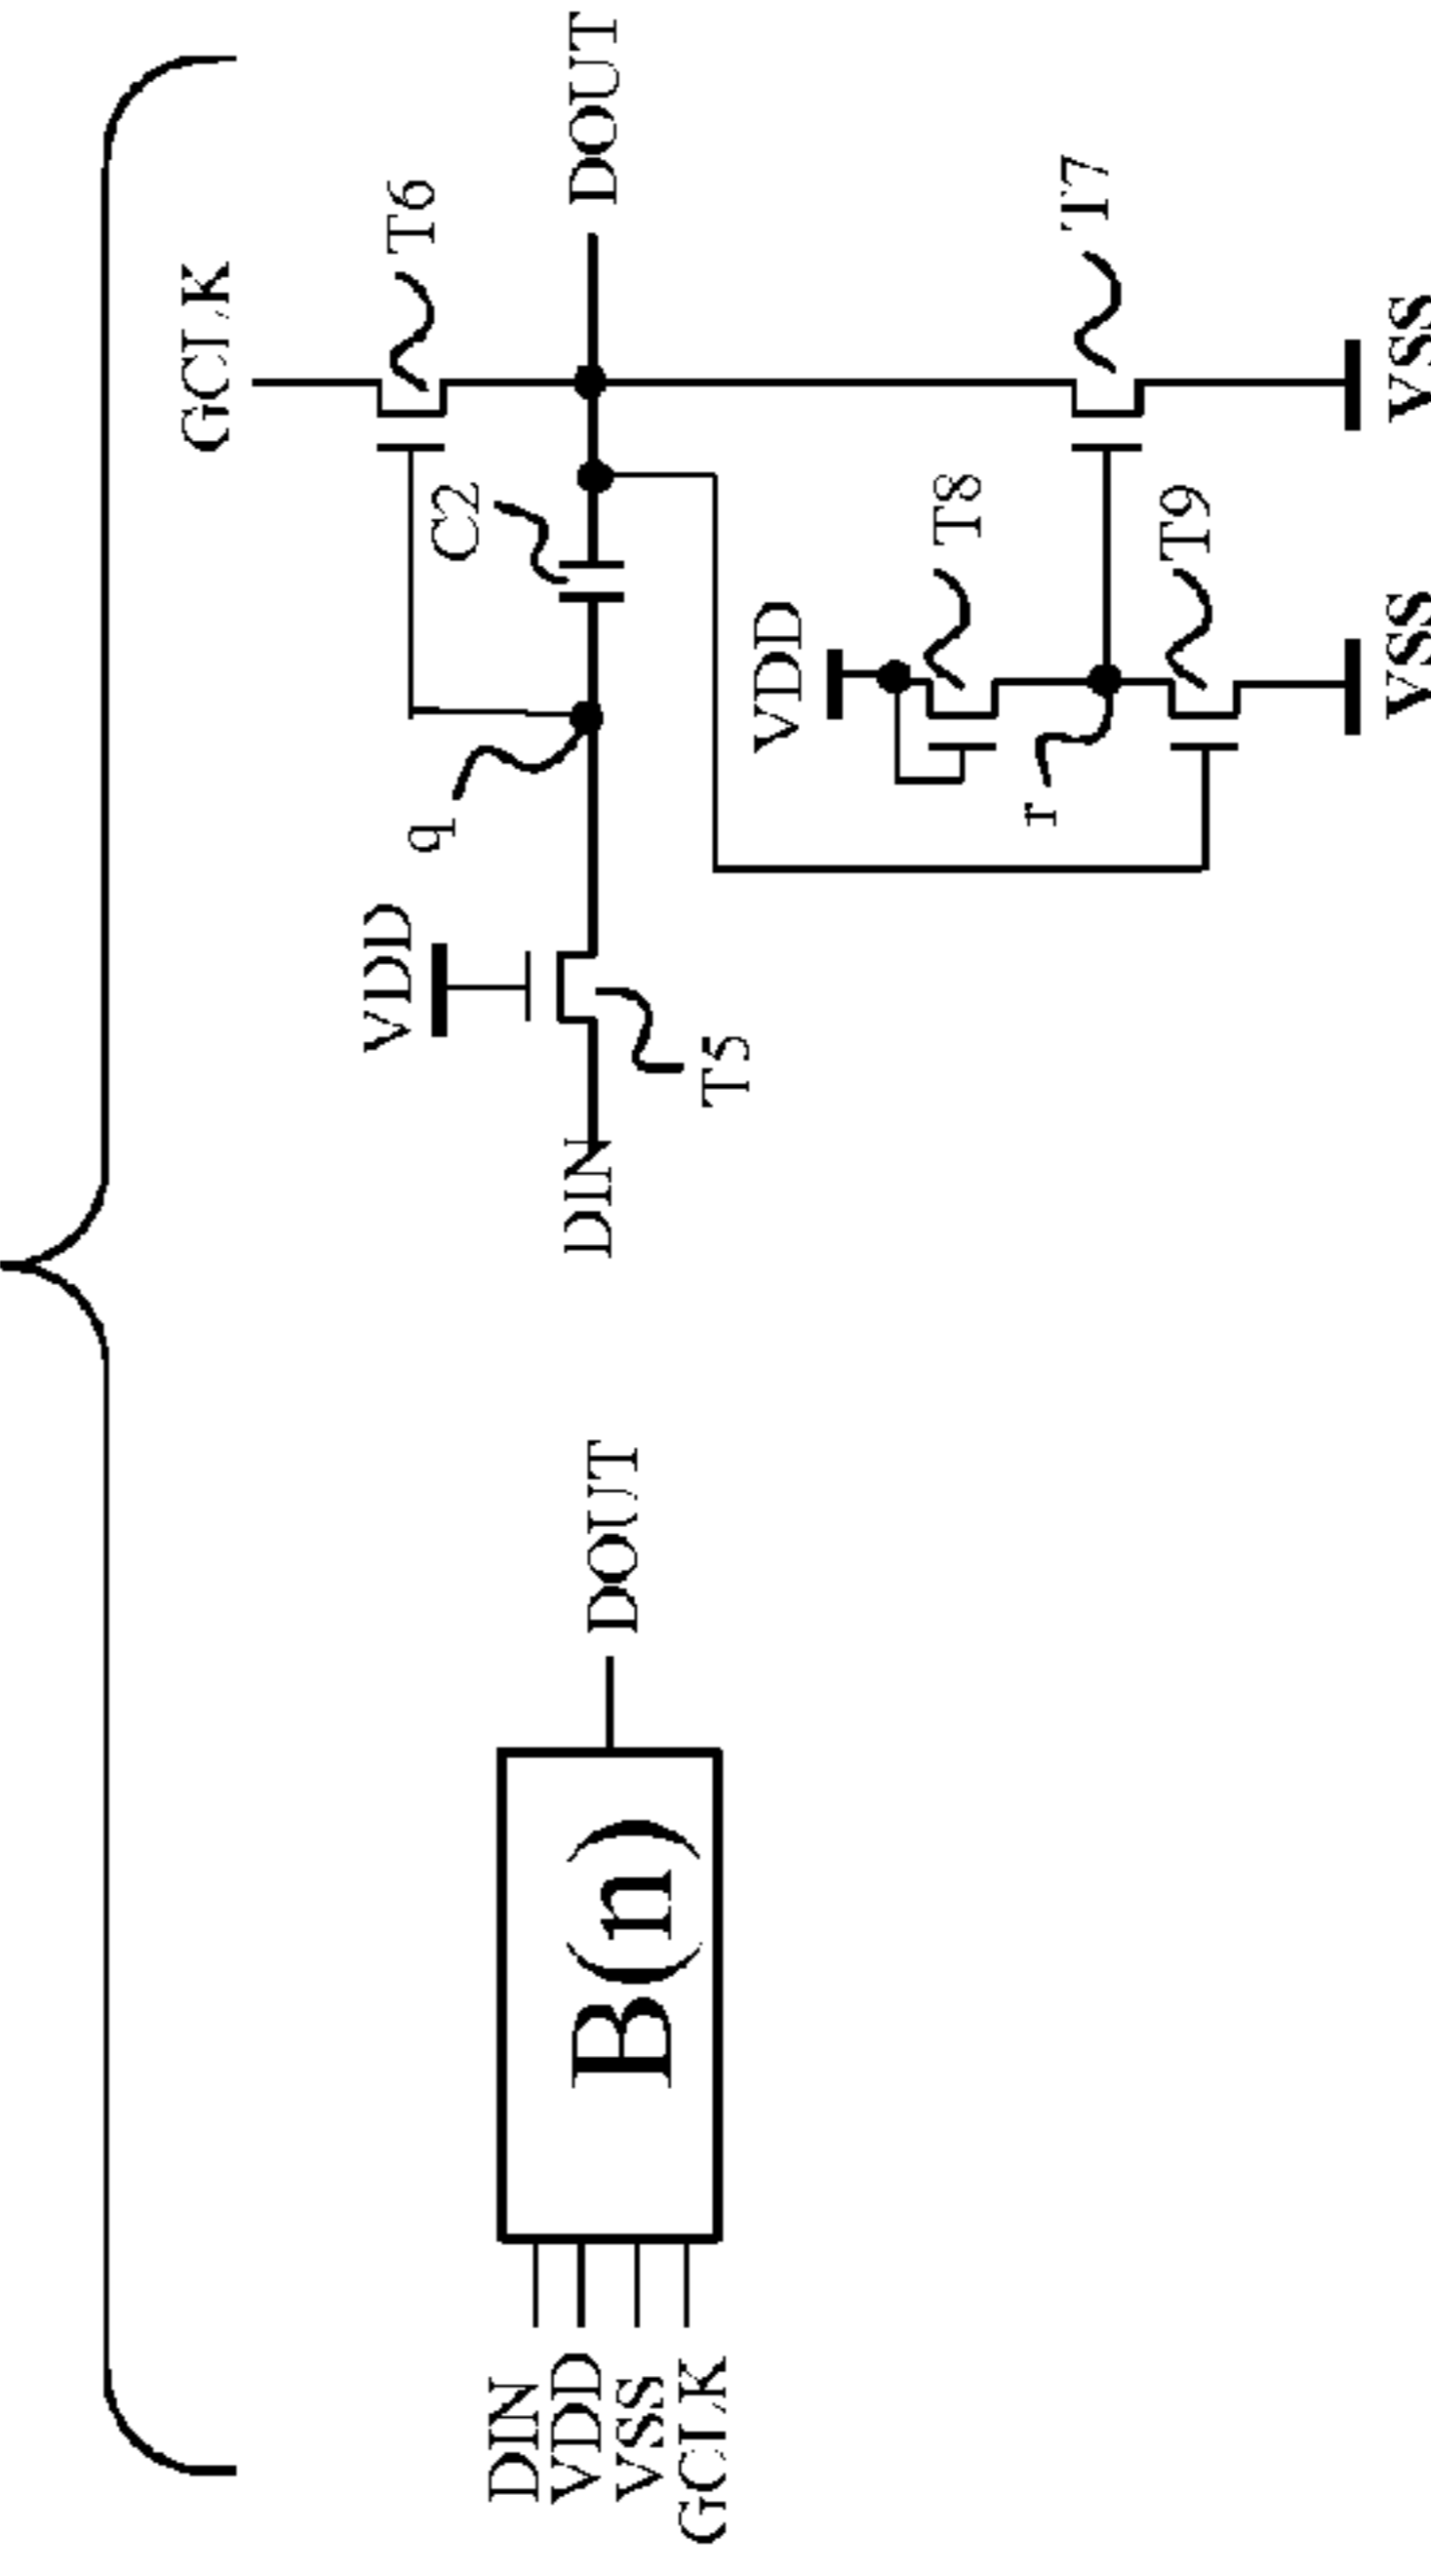 DIN
VDD
VSS
GCLK
B(n)
DOUT
DIN
VDD
T5
q
C2
GCLK
T6
DOUT
VDD
T8
r
T9
VSS
T7
VSS